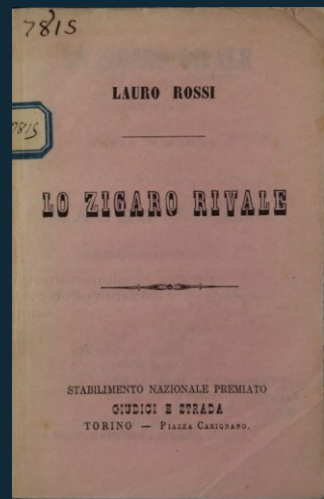 7815
LAURO ROSSI
7815
LO ZIGARO RIVALE
STABILIMENTO NAZIONALE PREMIATO
GIUDICI E STRADA
TORINO — PIAZZA CARIGNANO.